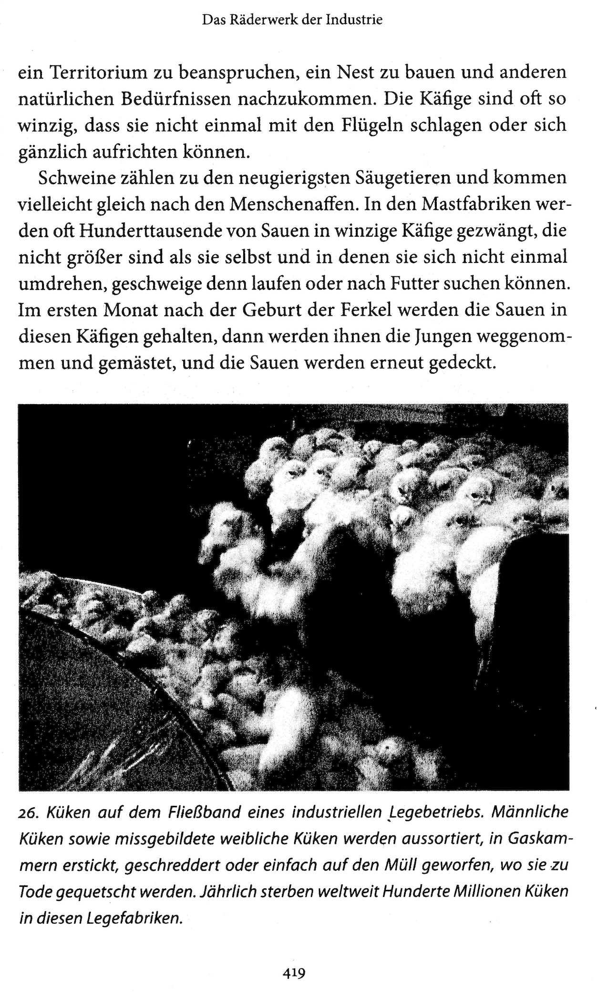 Das Räderwerk der Industrie
ein Territorium zu beanspruchen, ein Nest zu bauen und anderen
natürlichen Bedürfnissen nachzukommen. Die Käfige sind oft so
winzig, dass sie nicht einmal mit den Flügeln schlagen oder sich
gänzlich aufrichten können.
Schweine zählen zu den neugierigsten Säugetieren und kommen
vielleicht gleich nach den Menschenaffen. In den Mastfabriken wer-
den oft Hunderttausende von Sauen in winzige Käfige gezwängt, die
nicht größer sind als sie selbst und in denen sie sich nicht einmal
umdrehen, geschweige denn laufen oder nach Futter suchen können.
Im ersten Monat nach der Geburt der Ferkel werden die Sauen in
diesen Käfigen gehalten, dann werden ihnen die Jungen weggenom-
men und gemästet, und die Sauen werden erneut gedeckt.
26. Küken auf dem Fließband eines industriellen Legebetriebs. Männliche
Küken sowie missgebildete weibliche Küken werden aussortiert, in Gaskam-
mern erstickt, geschreddert oder einfach auf den Müll geworfen, wo sie zu
Tode gequetscht werden. Jährlich sterben weltweit Hunderte Millionen Küken
in diesen Legefabriken.
419